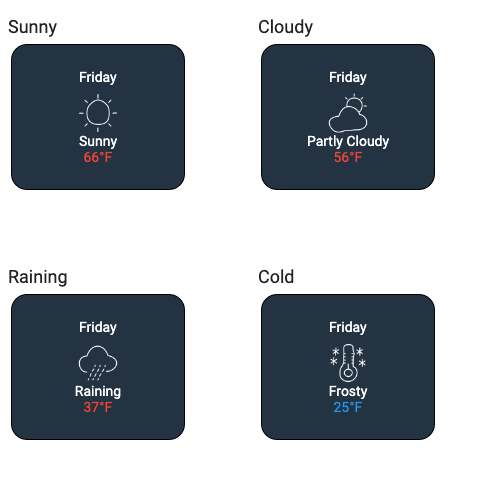 Sunny
Friday
Sunny
66°F
Cloudy
Friday
Partly Cloudy
56°F
Raining
Friday
Raining
37°F
Cold
Friday
Frosty
25°F